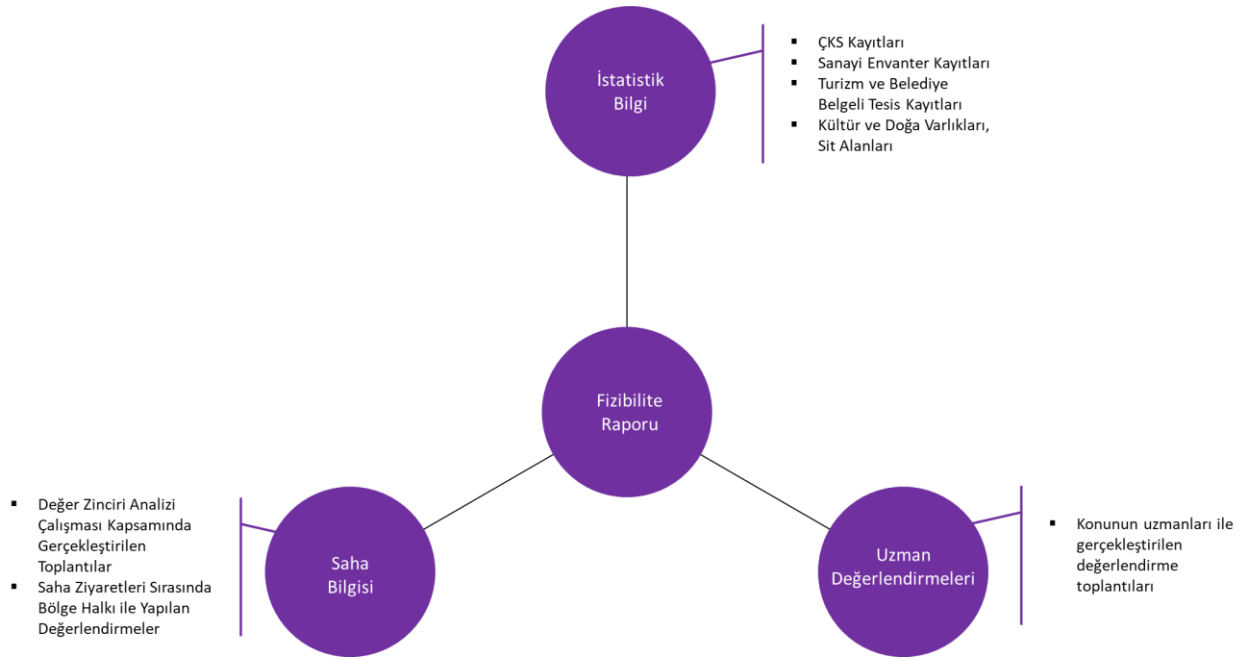 İstatistik
Bilgi
▪ ÇKS Kayıtları
▪ Sanayi Envanter Kayıtları
▪ Turizm ve Belediye
Belgeli Tesis Kayıtları
▪ Kültür ve Doğa Varlıkları,
Sit Alanları
Fizibilite
Raporu
▪ Değer Zinciri Analizi
Çalışması Kapsamında
Gerçekleştirilen
Toplantılar
▪ Saha Ziyaretleri Sırasında
Bölge Halkı ile Yapılan
Değerlendirmeler
Saha
Bilgisi
Uzman
Değerlendirmeleri
▪ Konunun uzmanları ile
gerçekleştirilen
değerlendirme
toplantıları